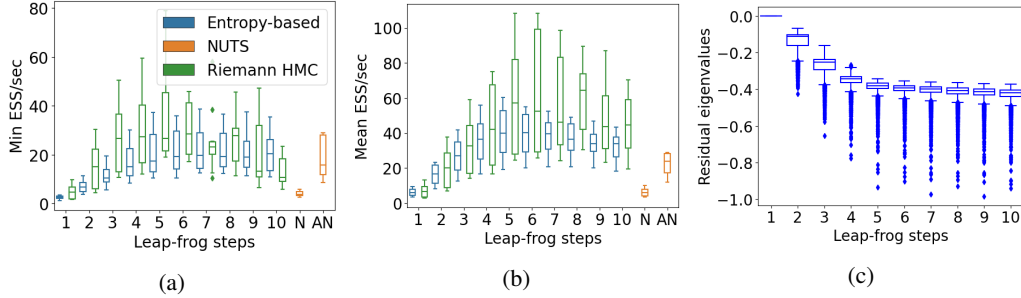 80
60
40
20
0
Min ESS/sec
Entropy-based
NUTS
Riemann HMC
1 2 3 4 5 6 7 8 9 10 N AN
Leap-frog steps
(a)
100
80
60
40
20
0
Mean ESS/sec
1 2 3 4 5 6 7 8 9 10 N AN
Leap-frog steps
(b)
0.0
−0.2
−0.4
−0.6
−0.8
−1.0
Residual eigenvalues
1 2 3 4 5 6 7 8 9 10
Leap-frog steps
(c)